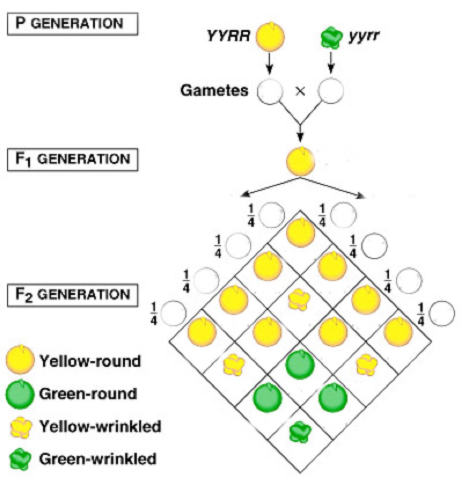 P GENERATION
YYRR
yyrr
Gametes
×
F₁ GENERATION
1/4 1/4
1/4 1/4
1/4 1/4
F₂ GENERATION
1/4 1/4
Yellow-round
Green-round
Yellow-wrinkled
Green-wrinkled